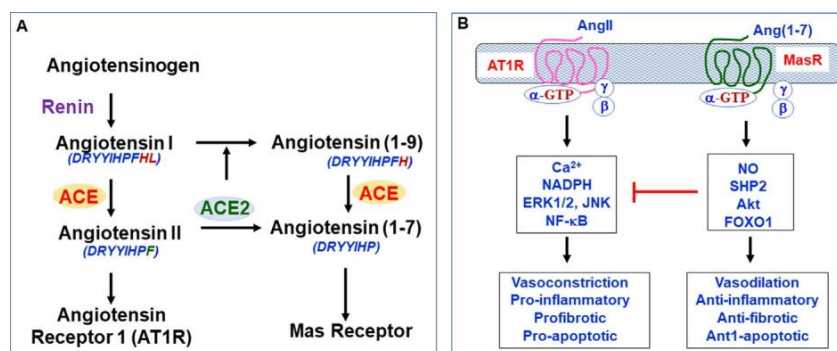 A
Angiotensinogen
Renin
Angiotensin I
(DRYYIHPFHL)
Angiotensin (1-9)
(DRYYIHPFH)
ACE
ACE2
ACE
Angiotensin II
(DRYYIHPF)
Angiotensin (1-7)
(DRYYIHP)
Angiotensin
Receptor 1 (AT1R)
Mas Receptor
B
AngII
Ang(1-7)
AT1R
MasR
α-GTP
γ
β
α-GTP
γ
β
Ca²⁺
NADPH
ERK1/2, JNK
NF-κB
NO
SHP2
Akt
FOXO1
Vasoconstriction
Pro-inflammatory
Profibrotic
Pro-apoptotic
Vasodilation
Anti-inflammatory
Anti-fibrotic
Ant1-apoptotic